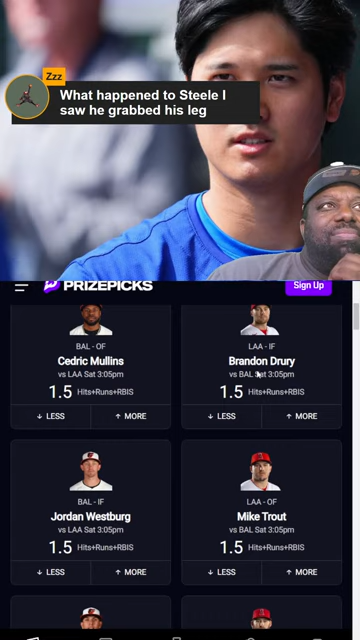 Zzz
What happened to Steele I
saw he grabbed his leg
PRIZEPICKS
Sign Up
BAL - OF
Cedric Mullins
vs LAA Sat 3:05pm
1.5 Hits+Runs+RBIS
↓ LESS
↑ MORE
LAA - IF
Brandon Drury
vs BAL Sat 3:05pm
1.5 Hits+Runs+RBIS
↓ LESS
↑ MORE
BAL - IF
Jordan Westburg
vs LAA Sat 3:05pm
1.5 Hits+Runs+RBIS
↓ LESS
↑ MORE
LAA - OF
Mike Trout
vs BAL Sat 3:05pm
1.5 Hits+Runs+RBIS
↓ LESS
↑ MORE